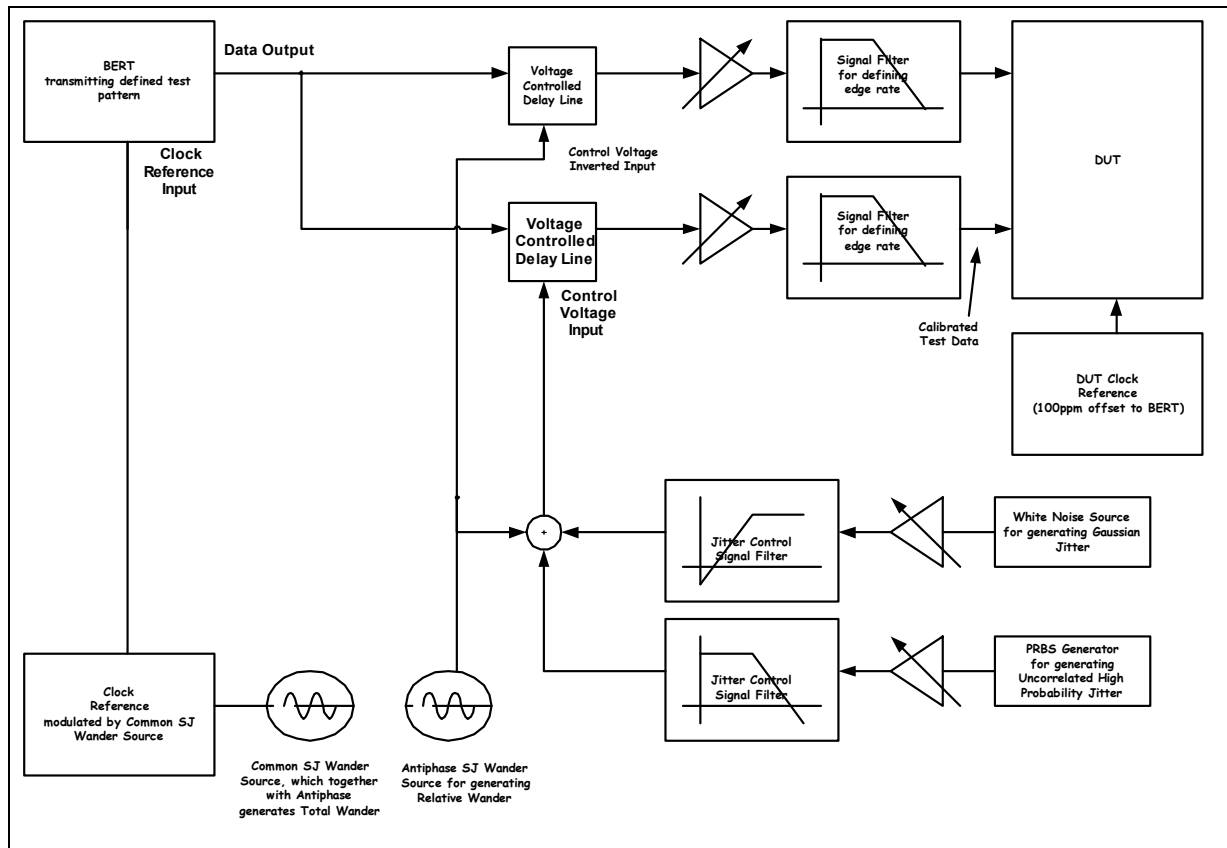 BERT
transmitting defined test
pattern
Data Output
Voltage
Controlled
Delay Line
Signal Filter
for defining
edge rate
DUT
Clock
Reference
Input
Control Voltage
Inverted Input
Voltage
Controlled
Delay Line
Signal Filter
for defining
edge rate
Control
Voltage
Input
Calibrated
Test Data
DUT Clock
Reference
(100ppm offset to BERT)
+
Jitter Control
Signal Filter
White Noise Source
for generating Gaussian
Jitter
Jitter Control
Signal Filter
PRBS Generator
for generating
Uncorrelated High
Probability Jitter
Clock
Reference
modulated by Common SJ
Wander Source
Common SJ Wander
Source, which together
with Antiphase
generates Total Wander
Antiphase SJ Wander
Source for generating
Relative Wander